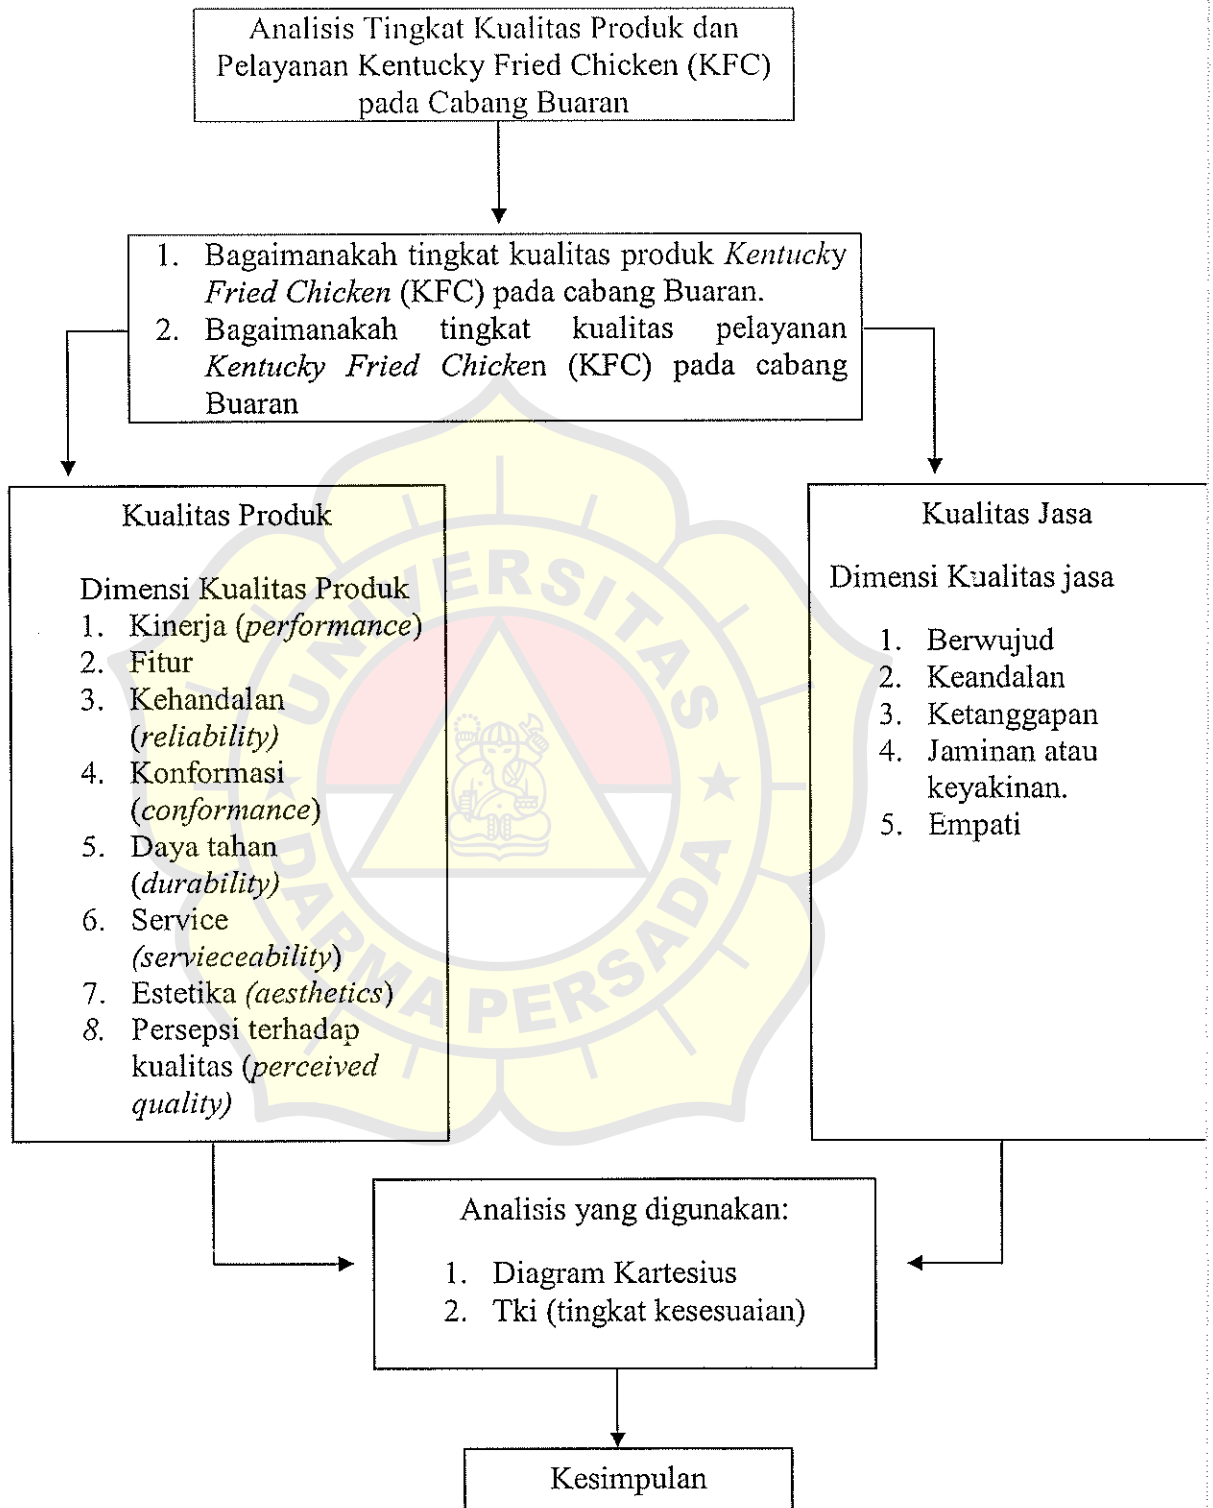 Analisis Tingkat Kualitas Produk dan
Pelayanan Kentucky Fried Chicken (KFC)
pada Cabang Buaran
1. Bagaimanakah tingkat kualitas produk Kentucky
Fried Chicken (KFC) pada cabang Buaran.
2. Bagaimanakah tingkat kualitas pelayanan
Kentucky Fried Chicken (KFC) pada cabang
Buaran
Kualitas Produk
Dimensi Kualitas Produk
1. Kinerja (performance)
2. Fitur
3. Kehandalan
(reliability)
4. Konformasi
(conformance)
5. Daya tahan
(durability)
6. Service
(servieceability)
7. Estetika (aesthetics)
8. Persepsi terhadap
kualitas (perceived
quality)
Kualitas Jasa
Dimensi Kualitas jasa
1. Berwujud
2. Keandalan
3. Ketanggapan
4. Jaminan atau
keyakinan.
5. Empati
UNIVERSITAS
DARMA PERSADA
Analisis yang digunakan:
1. Diagram Kartesius
2. Tki (tingkat kesesuaian)
Kesimpulan